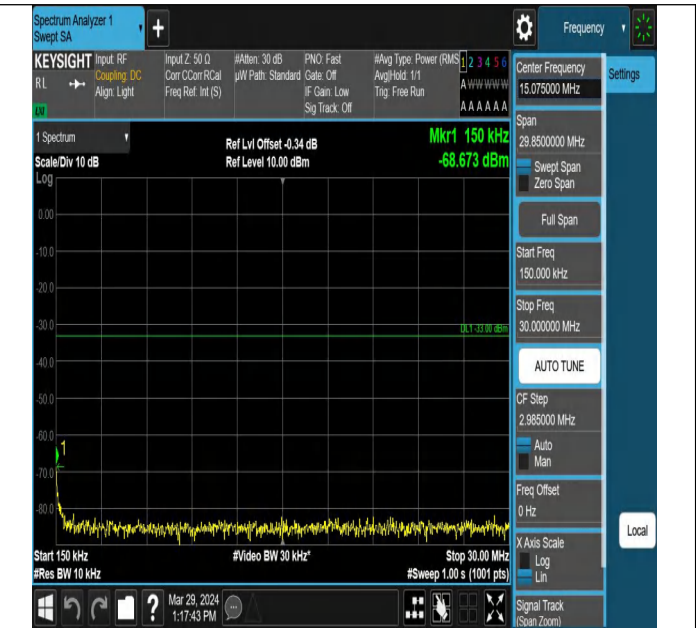 Spectrum Analyzer 1
Swept SA
+
Frequency
KEYSIGHT
RL
LXI
Input: RF
Coupling: DC
Align: Light
Input Z: 50 Ω
Corr CCorr RCal
Freq Ref: Int (S)
#Atten: 30 dB
µW Path: Standard
PNO: Fast
Gate: Off
IF Gain: Low
Sig Track: Off
#Avg Type: Power (RMS
Avg|Hold: 1/1
Trig: Free Run
1 2 3 4 5 6
A W W W W W
A A A A A A
1 Spectrum
Scale/Div 10 dB
Log
Ref Lvl Offset -0.34 dB
Ref Level 10.00 dBm
Mkr1 150 kHz
-68.673 dBm
0.00
-10.0
-20.0
-30.0
DL1 -33.00 dBm
-40.0
-50.0
-60.0
1
-70.0
-80.0
Start 150 kHz
#Video BW 30 kHz*
Stop 30.00 MHz
#Res BW 10 kHz
#Sweep 1.00 s (1001 pts)
Center Frequency
15.075000 MHz
Settings
Span
29.8500000 MHz
Swept Span
Zero Span
Full Span
Start Freq
150.000 kHz
Stop Freq
30.000000 MHz
AUTO TUNE
CF Step
2.985000 MHz
Auto
Man
Freq Offset
0 Hz
X Axis Scale
Log
Lin
Local
Signal Track
(Span Zoom)
?
Mar 29, 2024
1:17:43 PM